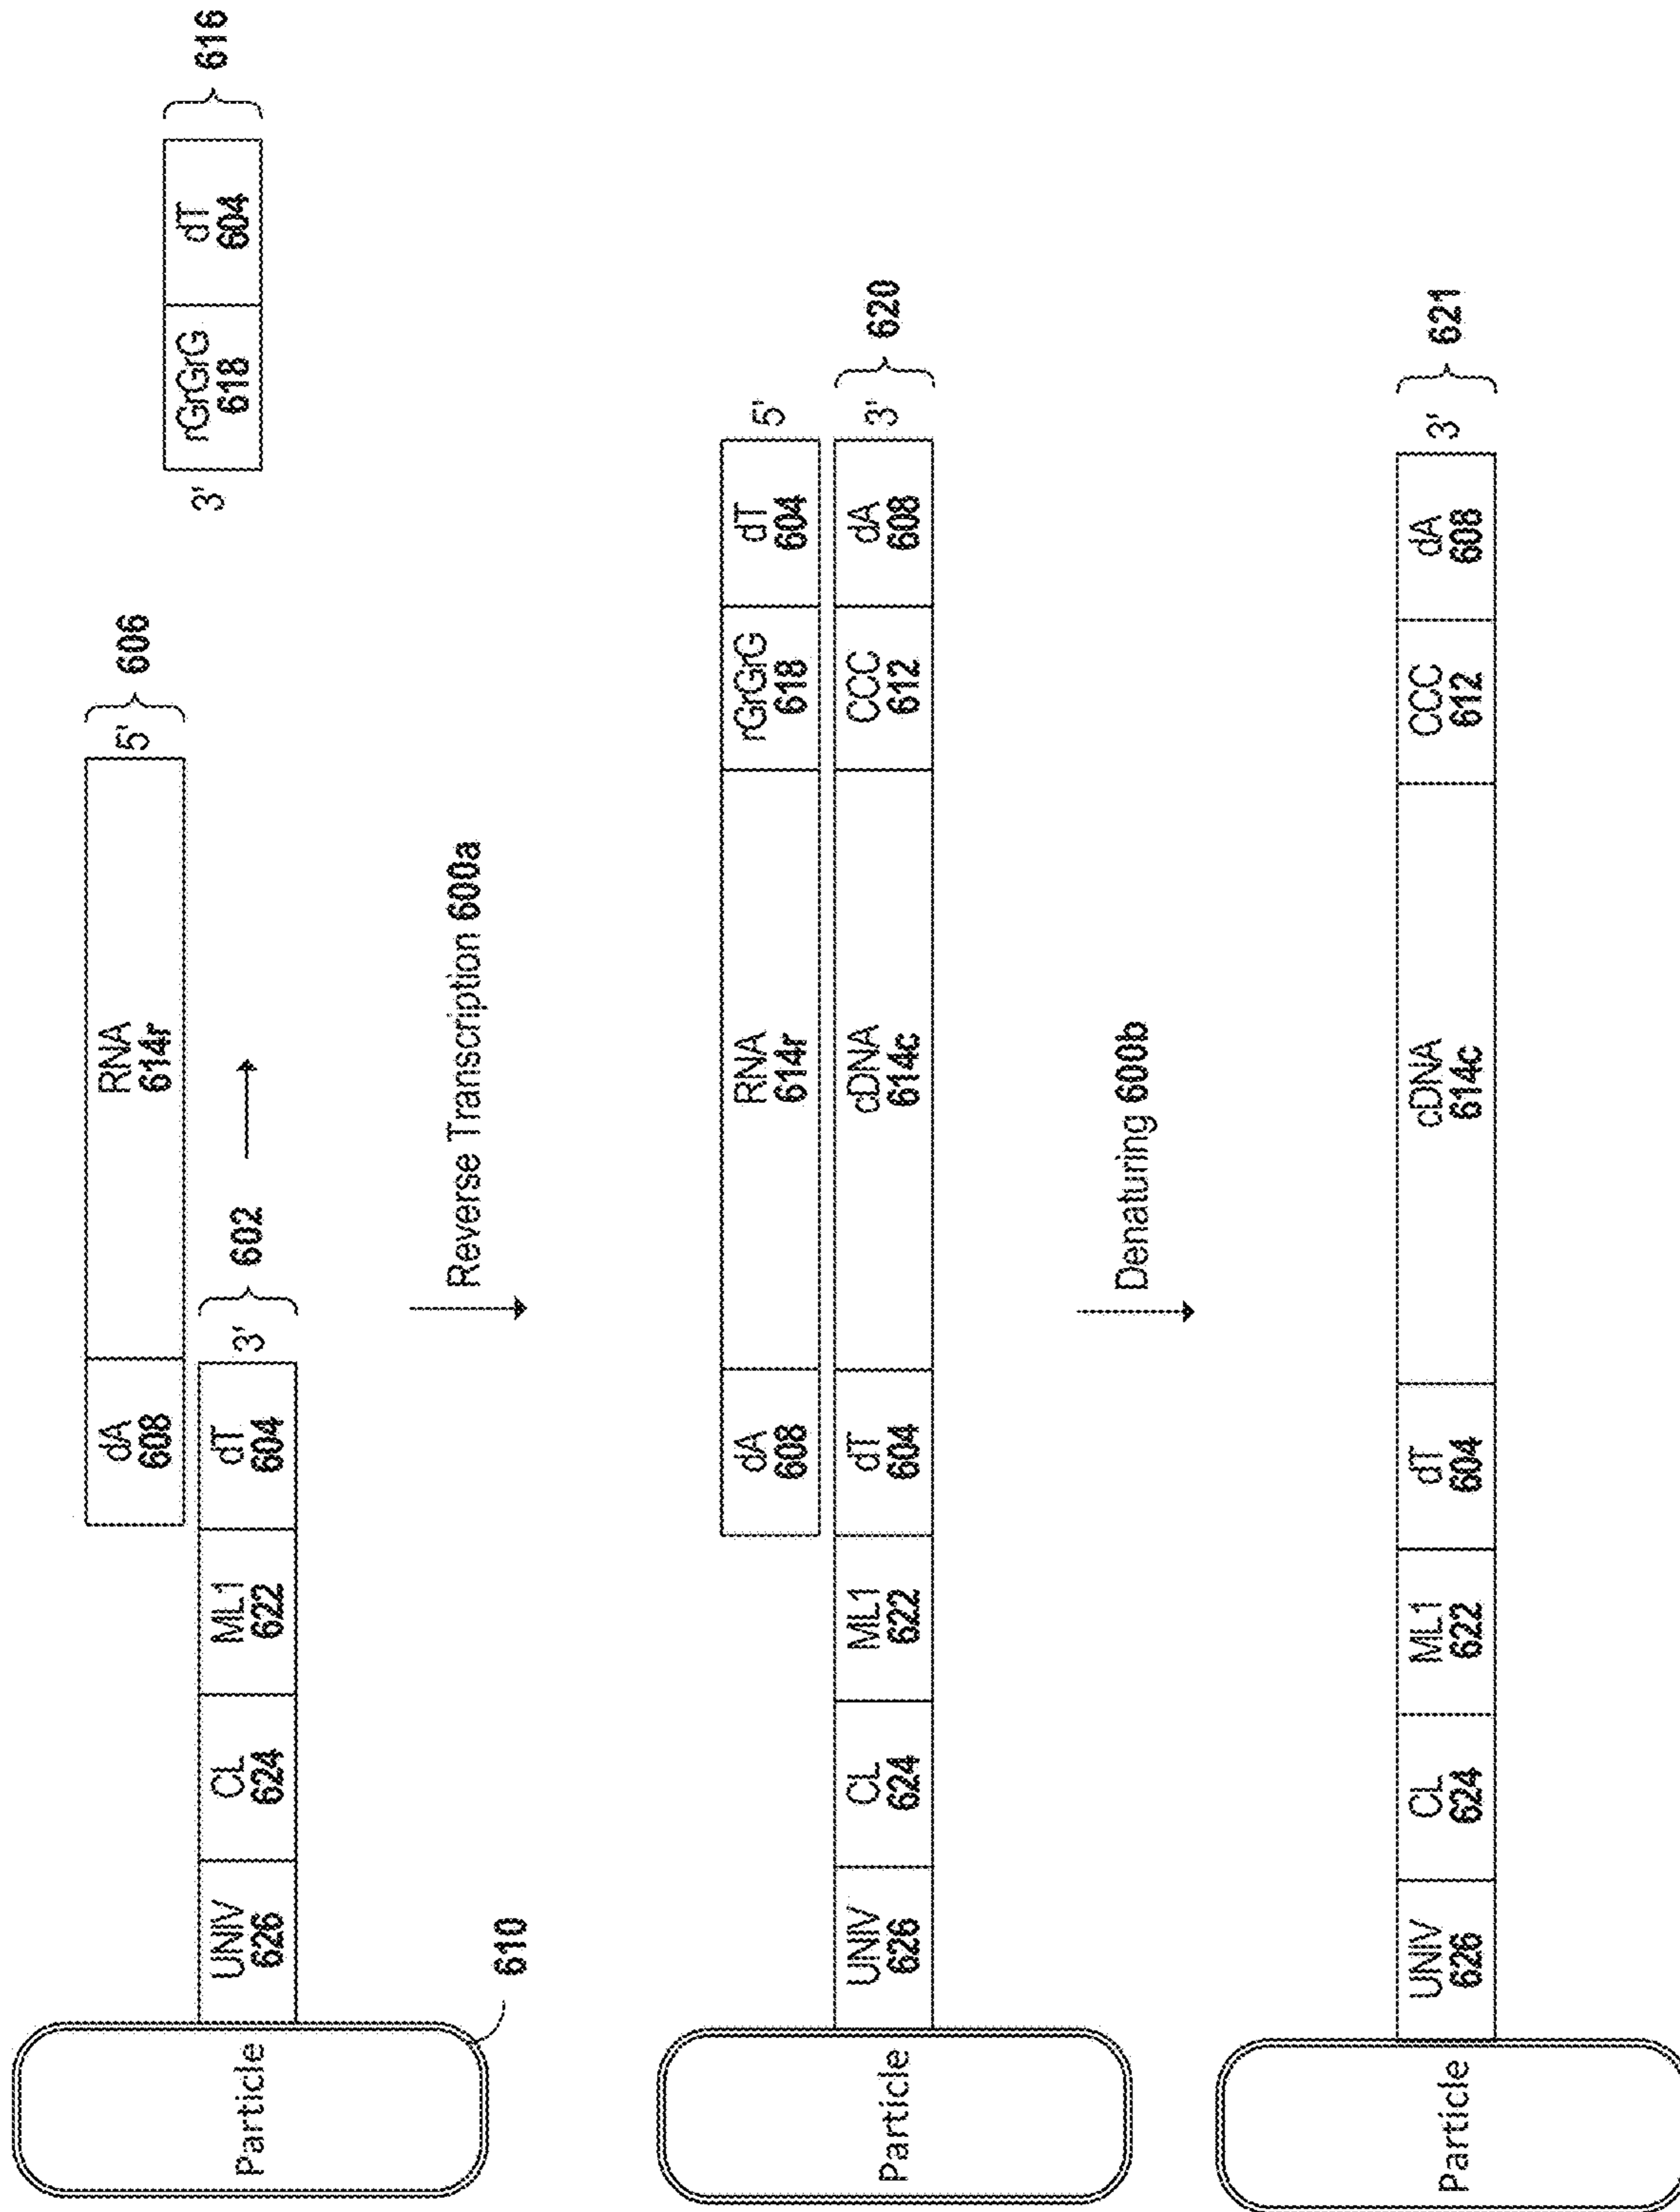 606
616
dA
608
RNA
614r
5'
3'
rGrGrG
618
dT
604
Particle
UNIV
626
CL
624
ML1
622
dT
604
3'
602
610
Reverse Transcription 600a
dA
608
RNA
614r
rGrGrG
618
dT
604
5'
Particle
UNIV
626
CL
624
ML1
622
dT
604
cDNA
614c
CCC
612
dA
608
3'
620
Denaturing 600b
Particle
UNIV
626
CL
624
ML1
622
dT
604
cDNA
614c
CCC
612
dA
608
3'
621